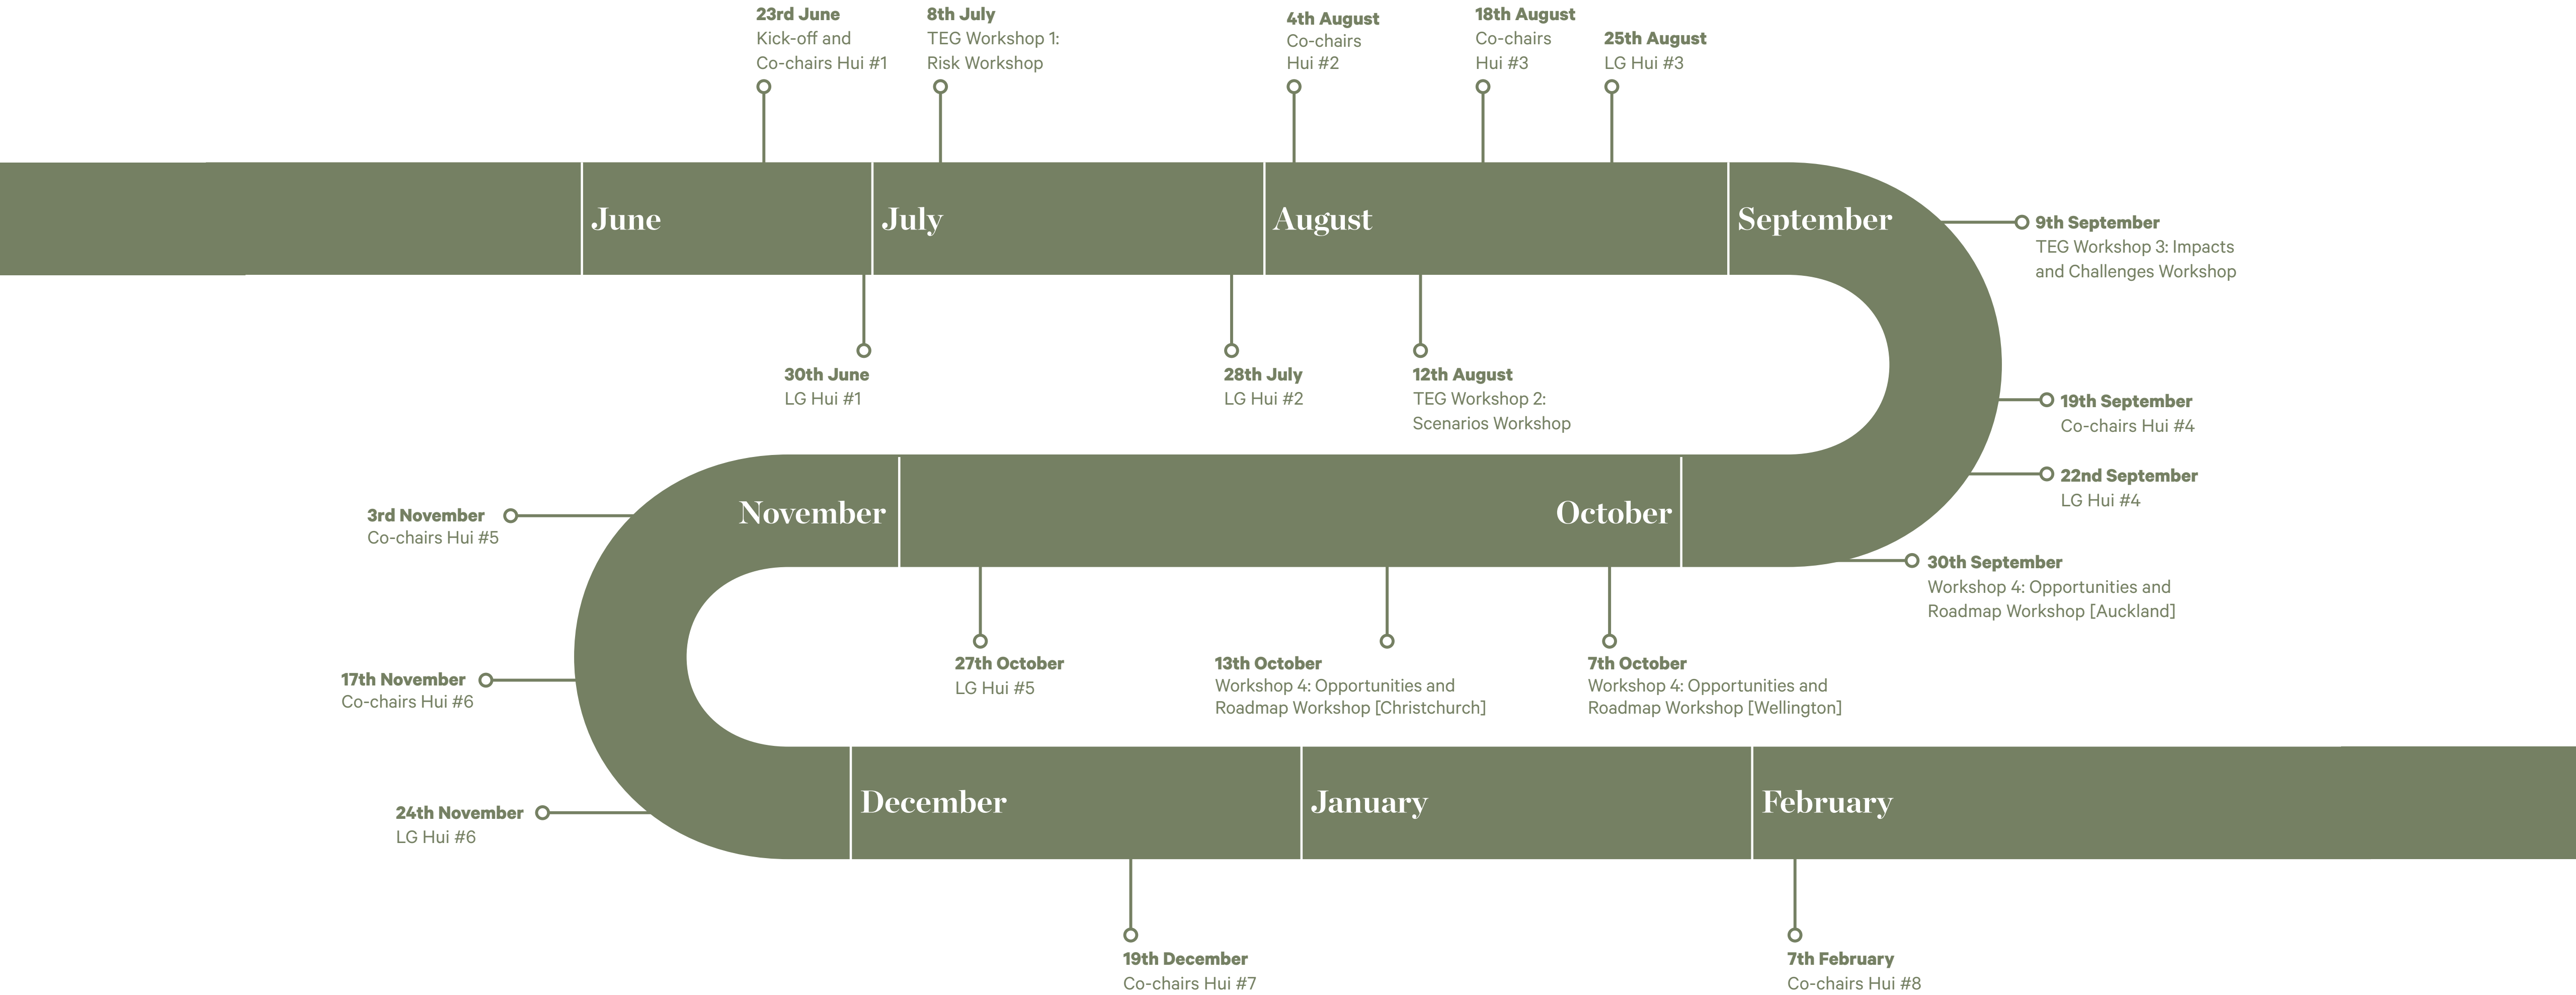 23rd June
Kick-off and
Co-chairs Hui #1
8th July
TEG Workshop 1:
Risk Workshop
4th August
Co-chairs
Hui #2
18th August
Co-chairs
Hui #3
25th August
LG Hui #3
June
July
August
September
9th September
TEG Workshop 3: Impacts
and Challenges Workshop
30th June
LG Hui #1
28th July
LG Hui #2
12th August
TEG Workshop 2:
Scenarios Workshop
19th September
Co-chairs Hui #4
22nd September
LG Hui #4
30th September
Workshop 4: Opportunities and
Roadmap Workshop [Auckland]
October
November
7th October
Workshop 4: Opportunities and
Roadmap Workshop [Wellington]
13th October
Workshop 4: Opportunities and
Roadmap Workshop [Christchurch]
27th October
LG Hui #5
3rd November
Co-chairs Hui #5
17th November
Co-chairs Hui #6
24th November
LG Hui #6
December
January
February
19th December
Co-chairs Hui #7
7th February
Co-chairs Hui #8